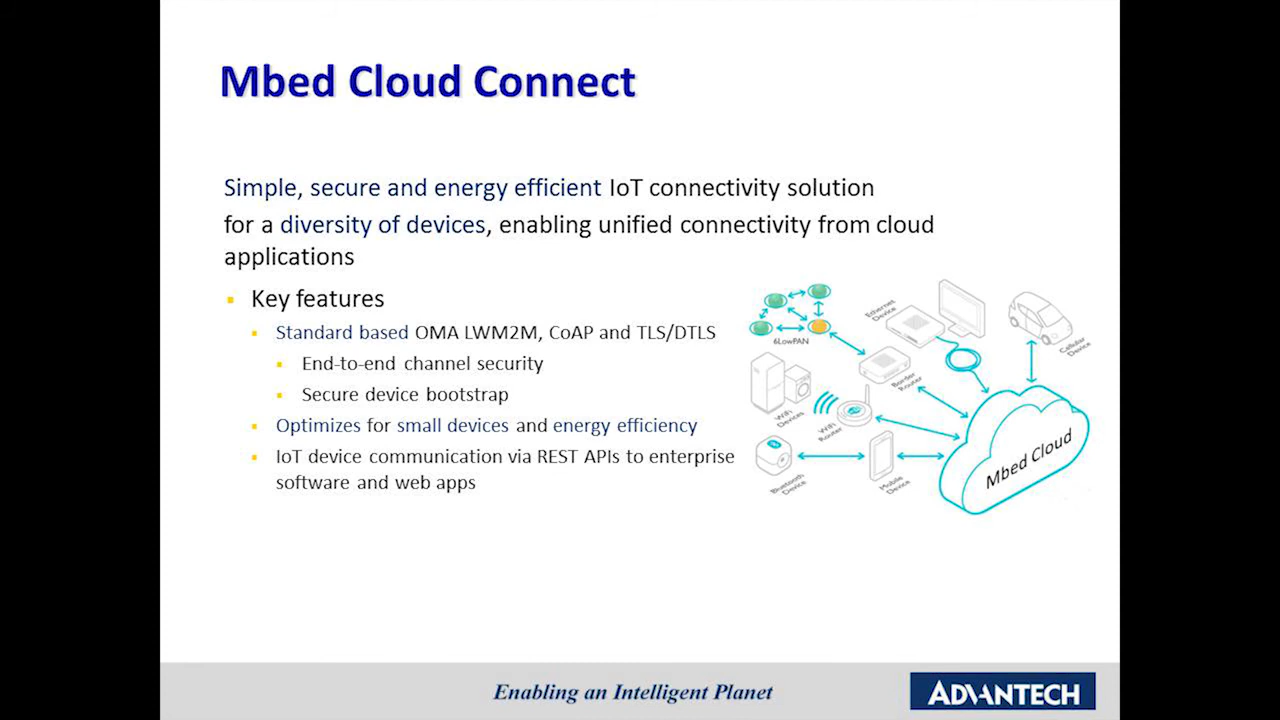 Mbed Cloud Connect
Simple, secure and energy efficient IoT connectivity solution
for a diversity of devices, enabling unified connectivity from cloud
applications
▪ Key features
▪ Standard based OMA LWM2M, CoAP and TLS/DTLS
▪ End-to-end channel security
▪ Secure device bootstrap
▪ Optimizes for small devices and energy efficiency
▪ IoT device communication via REST APIs to enterprise
software and web apps
6LowPAN
Ethernet
Device
Cellular
Device
Border
Router
WiFi
Devices
WiFi
Router
Bluetooth
Device
Mobile
Device
Mbed Cloud
Enabling an Intelligent Planet
ADVANTECH